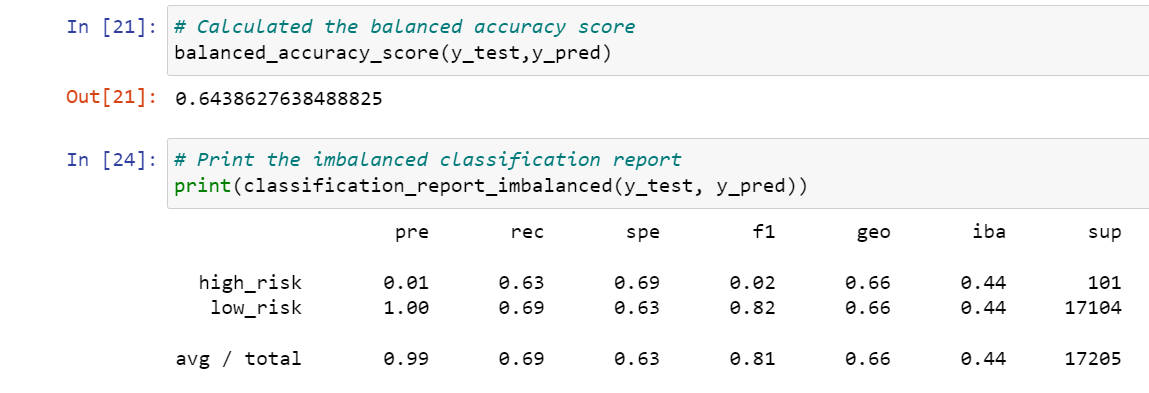 In [21]: # Calculated the balanced accuracy score
balanced_accuracy_score(y_test,y_pred)
Out[21]: 0.6438627638488825
In [24]: # Print the imbalanced classification report
print(classification_report_imbalanced(y_test, y_pred))
pre rec spe f1 geo iba sup
high_risk 0.01 0.63 0.69 0.02 0.66 0.44 101
low_risk 1.00 0.69 0.63 0.82 0.66 0.44 17104
avg / total 0.99 0.69 0.63 0.81 0.66 0.44 17205